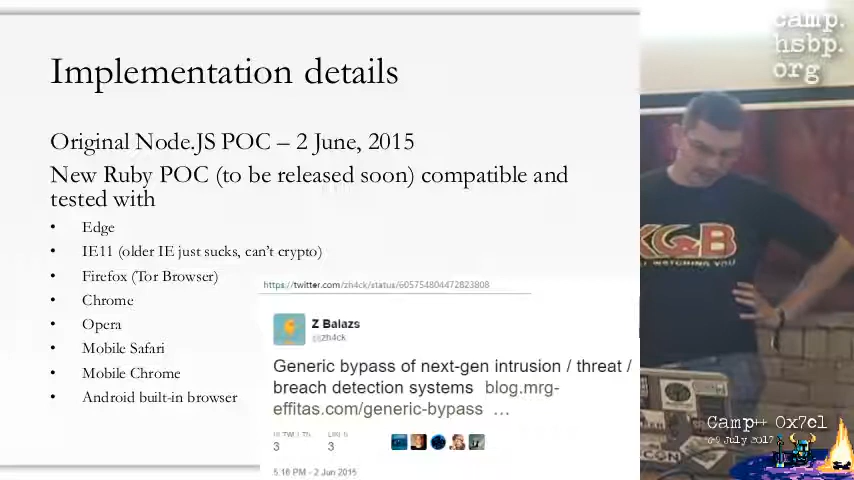 Implementation details
Original Node.JS POC – 2 June, 2015
New Ruby POC (to be released soon) compatible and
tested with
• Edge
• IE11 (older IE just sucks, can't crypto)
• Firefox (Tor Browser)
• Chrome
• Opera
• Mobile Safari
• Mobile Chrome
• Android built-in browser
https://twitter.com/zh4ck/status/605754804472823808
Z Balazs
@zh4ck
Generic bypass of next-gen intrusion / threat /
breach detection systems blog.mrg-
effitas.com/generic-bypass …
3 3
5:16 PM - 2 Jun 2015
camp.
hsbp.
org
KGB
WATCHING YOU
Camp++ 0x7e1
July 2017
CON